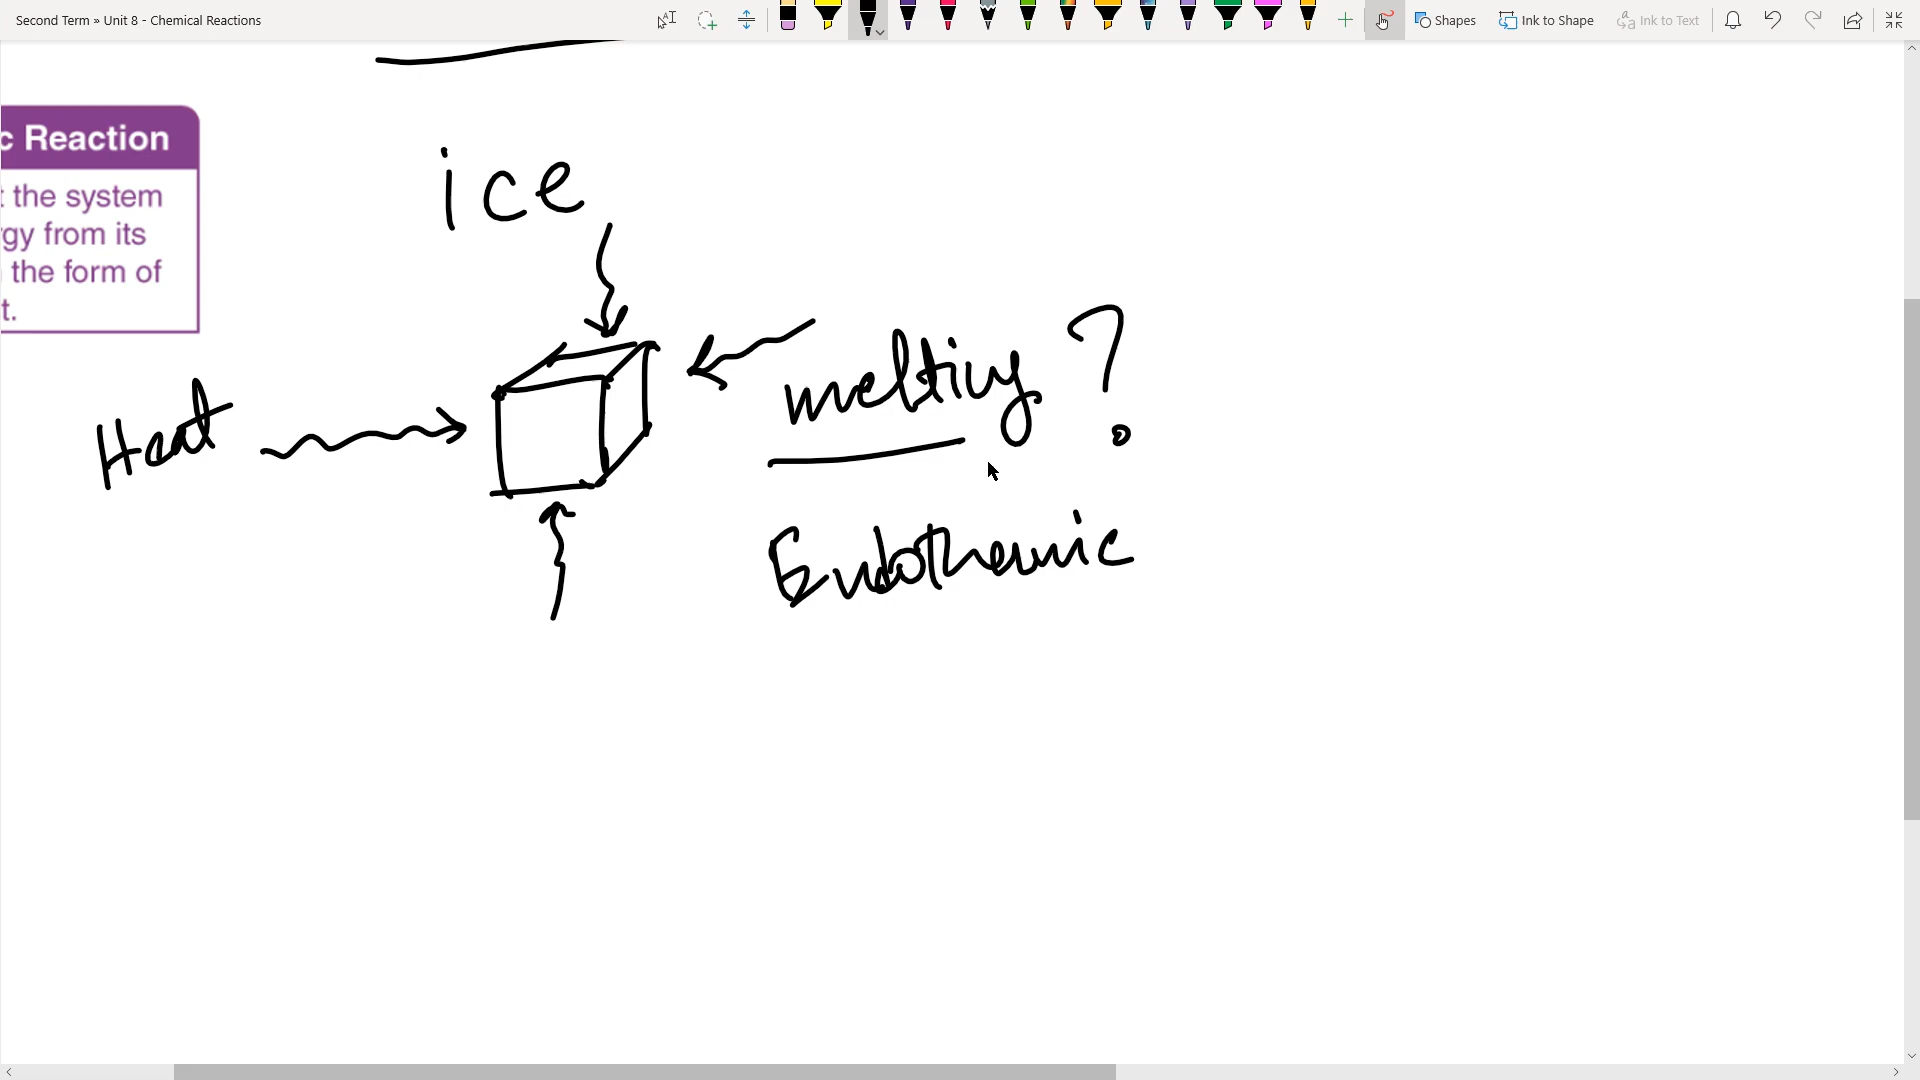 Second Term » Unit 8 - Chemical Reactions
Shapes
Ink to Shape
Ink to Text
c Reaction
t the system
gy from its
the form of
t.
ice
Heat
melting ?
Endothermic